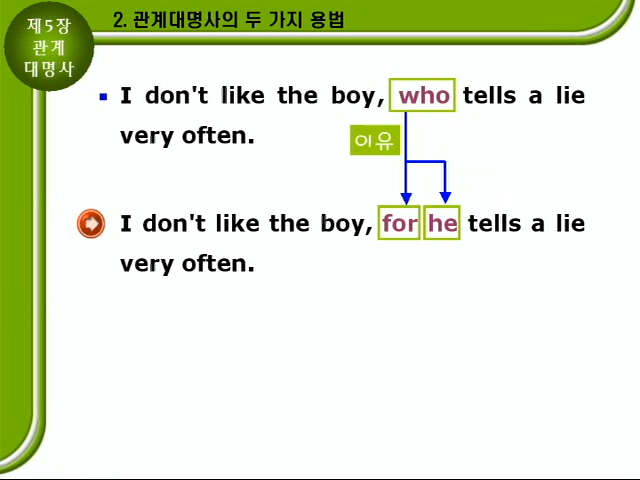 제5장
관계
대명사
2. 관계대명사의 두 가지 용법
I don't like the boy, who tells a lie
very often.
이유
I don't like the boy, for he tells a lie
very often.